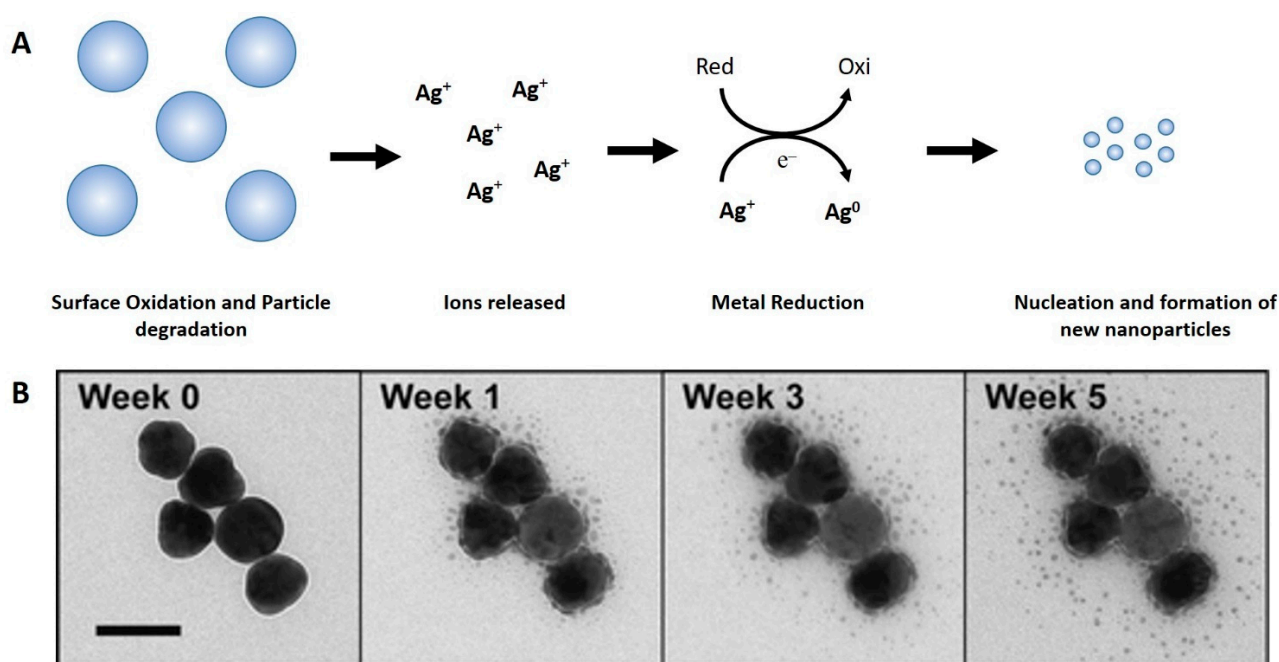 A
Red
Oxi
Ag⁺
Ag⁺
Ag⁺
Ag⁺
Ag⁺
e⁻
Ag⁺
Ag⁰
Surface Oxidation and Particle
degradation
Ions released
Metal Reduction
Nucleation and formation of
new nanoparticles
B
Week 0
Week 1
Week 3
Week 5